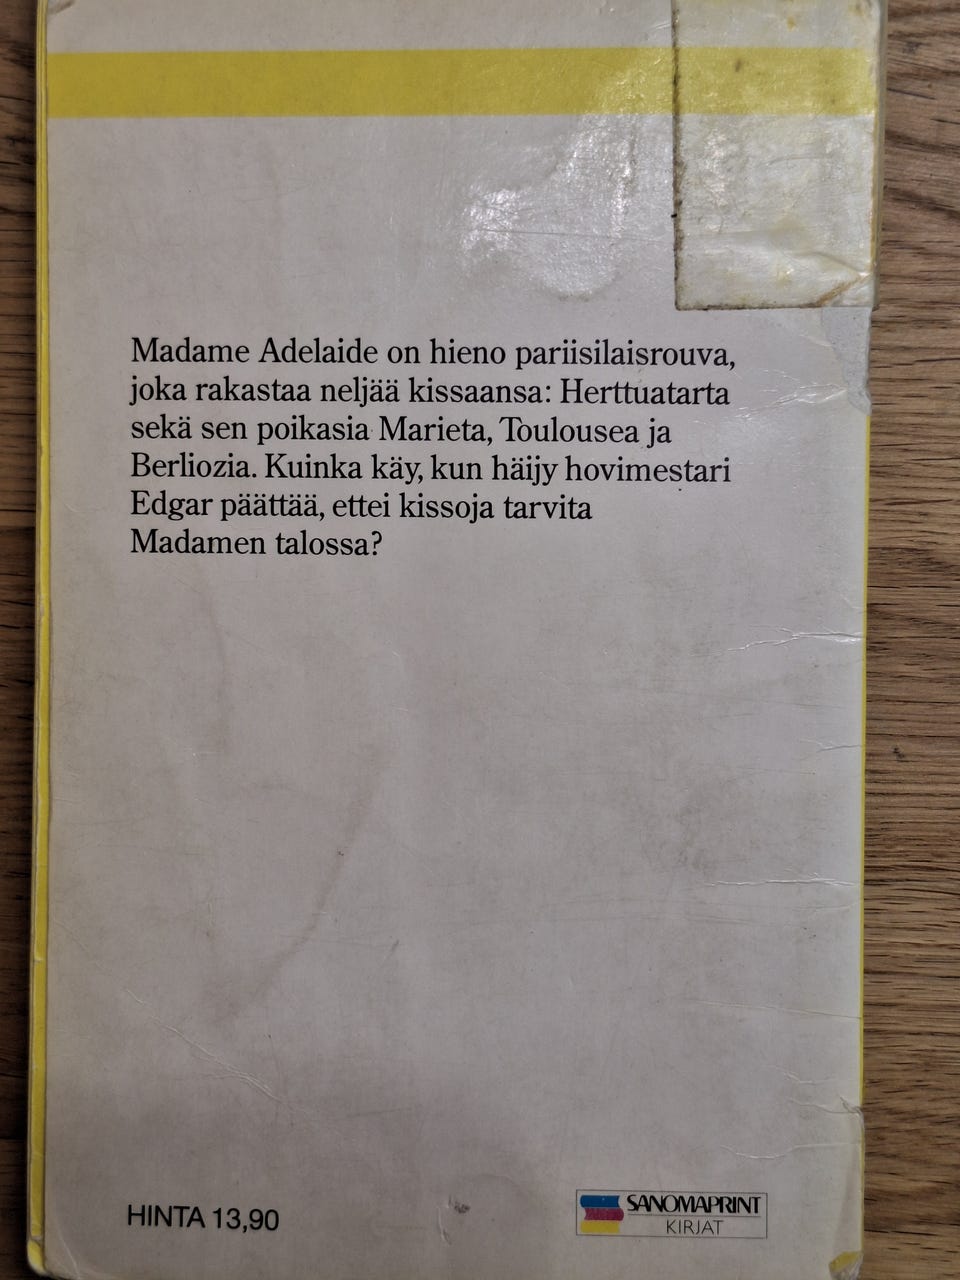 Madame Adelaide on hieno pariisilaisrouva,
joka rakastaa neljää kissaansa: Herttuatarta
sekä sen poikasia Marieta, Toulousea ja
Berliozia. Kuinka käy, kun häijy hovimestari
Edgar päättää, ettei kissoja tarvita
Madamen talossa?
HINTA 13,90
SANOMAPRINT
KIRJAT